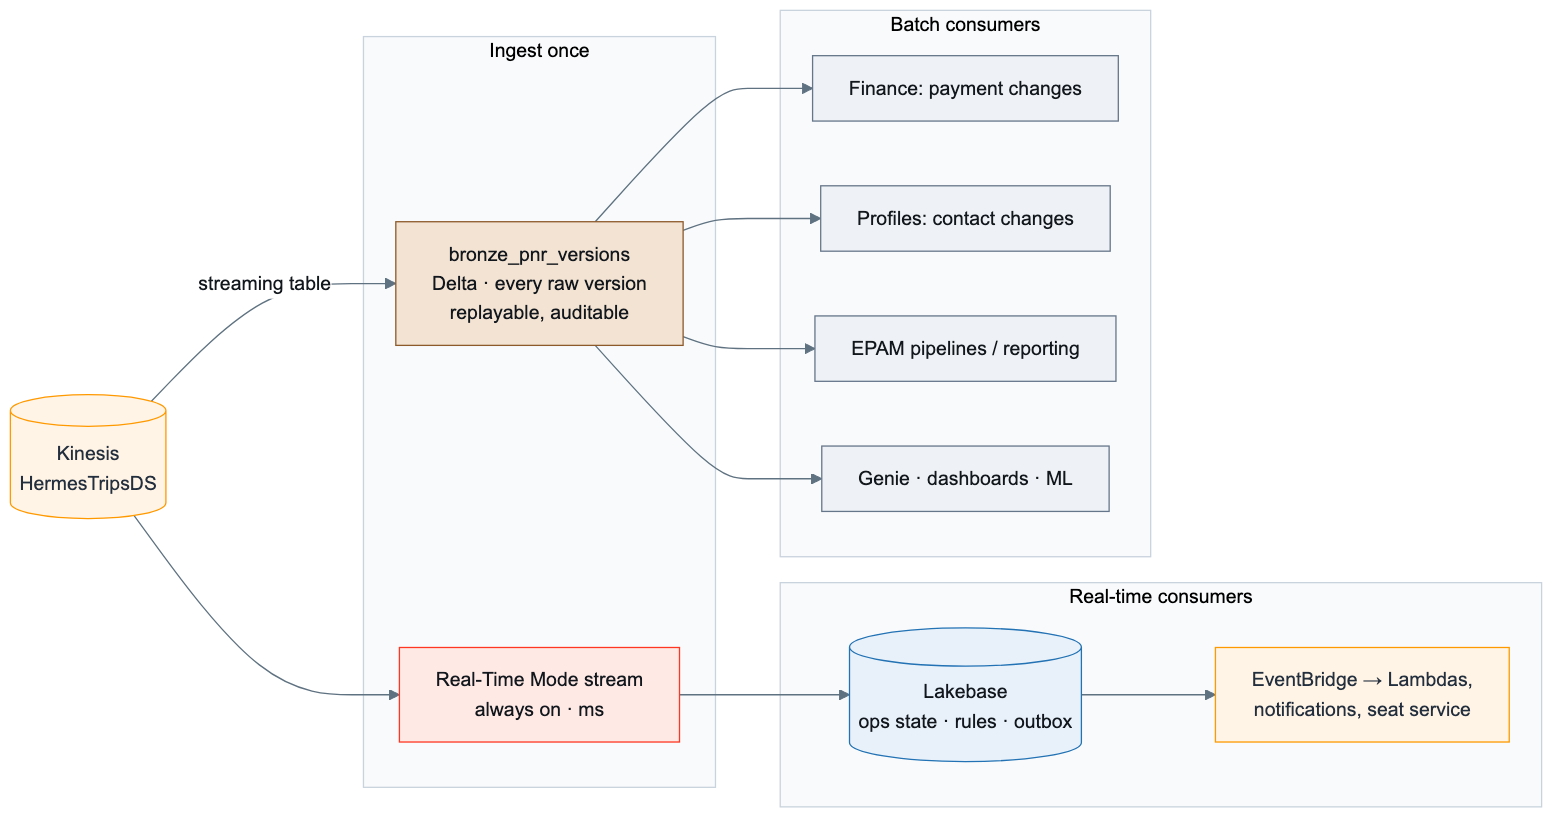 Ingest once
Batch consumers
Finance: payment changes
Profiles: contact changes
EPAM pipelines / reporting
Genie · dashboards · ML
bronze_pnr_versions
Delta · every raw version
replayable, auditable
streaming table
Kinesis
HermesTripsDS
Real-Time Mode stream
always on · ms
Real-time consumers
Lakebase
ops state · rules · outbox
EventBridge → Lambdas,
notifications, seat service